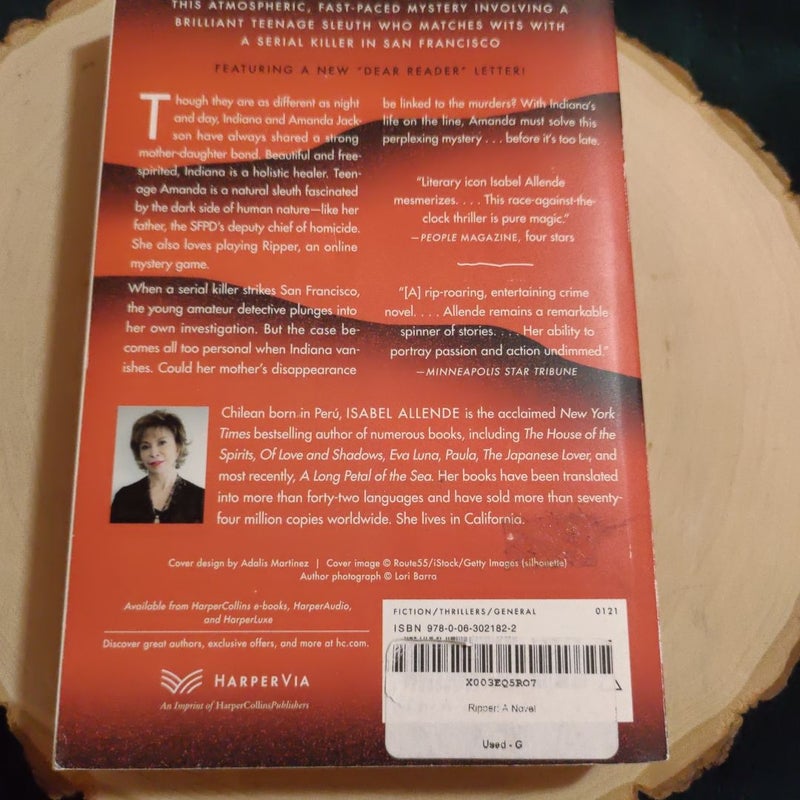 THIS ATMOSPHERIC, FAST-PACED MYSTERY INVOLVING A
BRILLIANT TEENAGE SLEUTH WHO MATCHES WITS WITH
A SERIAL KILLER IN SAN FRANCISCO
FEATURING A NEW "DEAR READER" LETTER!
Though they are as different as night
and day, Indiana and Amanda Jack-
son have always shared a strong
mother-daughter bond. Beautiful and free-
spirited, Indiana is a holistic healer. Teen-
age Amanda is a natural sleuth fascinated
by the dark side of human nature—like her
father, the SFPD's deputy chief of homicide.
She also loves playing Ripper, an online
mystery game.
When a serial killer strikes San Francisco,
the young amateur detective plunges into
her own investigation. But the case be-
comes all too personal when Indiana van-
ishes. Could her mother's disappearance
be linked to the murders? With Indiana's
life on the line, Amanda must solve this
perplexing mystery . . . before it's too late.
"Literary icon Isabel Allende
mesmerizes. . . . This race-against-the-
clock thriller is pure magic."
—PEOPLE MAGAZINE, four stars
"[A] rip-roaring, entertaining crime
novel. . . . Allende remains a remarkable
spinner of stories. . . . Her ability to
portray passion and action undimmed."
—MINNEAPOLIS STAR TRIBUNE
Chilean born in Perú, ISABEL ALLENDE is the acclaimed New York
Times bestselling author of numerous books, including The House of the
Spirits, Of Love and Shadows, Eva Luna, Paula, The Japanese Lover, and
most recently, A Long Petal of the Sea. Her books have been translated
into more than forty-two languages and have sold more than seventy-
four million copies worldwide. She lives in California.
Cover design by Adalis Martinez | Cover image © Route55/iStock/Getty Images (silhouette)
Author photograph © Lori Barra
Available from HarperCollins e-books, HarperAudio,
and HarperLuxe
Discover great authors, exclusive offers, and more at hc.com.
HARPERVIA
An Imprint of HarperCollinsPublishers
FICTION/THRILLERS/GENERAL 0121
ISBN 978-0-06-302182-2
X003EQ5RO7
Ripper: A Novel
Used - G